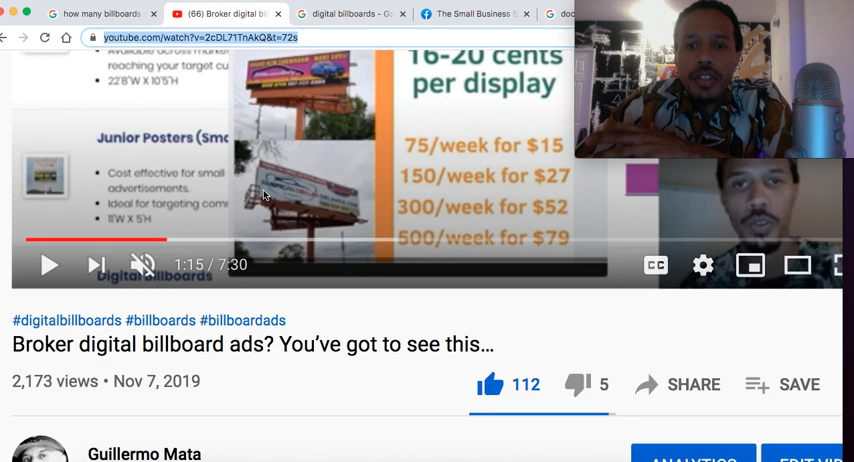 how many billboards
(66) Broker digital bil
digital billboards - Go
The Small Business S
doc
youtube.com/watch?v=2cDL71TnAkQ&t=72s
reaching your target cu
22'8"W X 10'5"H
Junior Posters (Sma
Cost effective for small
advertisements.
Ideal for targeting com
11'W X 5'H
Digital Billboards
16-20 cents
per display
75/week for $15
150/week for $27
300/week for $52
500/week for $79
1:15 / 7:30
CC
#digitalbillboards #billboards #billboardads
Broker digital billboard ads? You've got to see this...
2,173 views • Nov 7, 2019
112
5
SHARE
SAVE
Guillermo Mata
ANALYTICS
EDIT VID